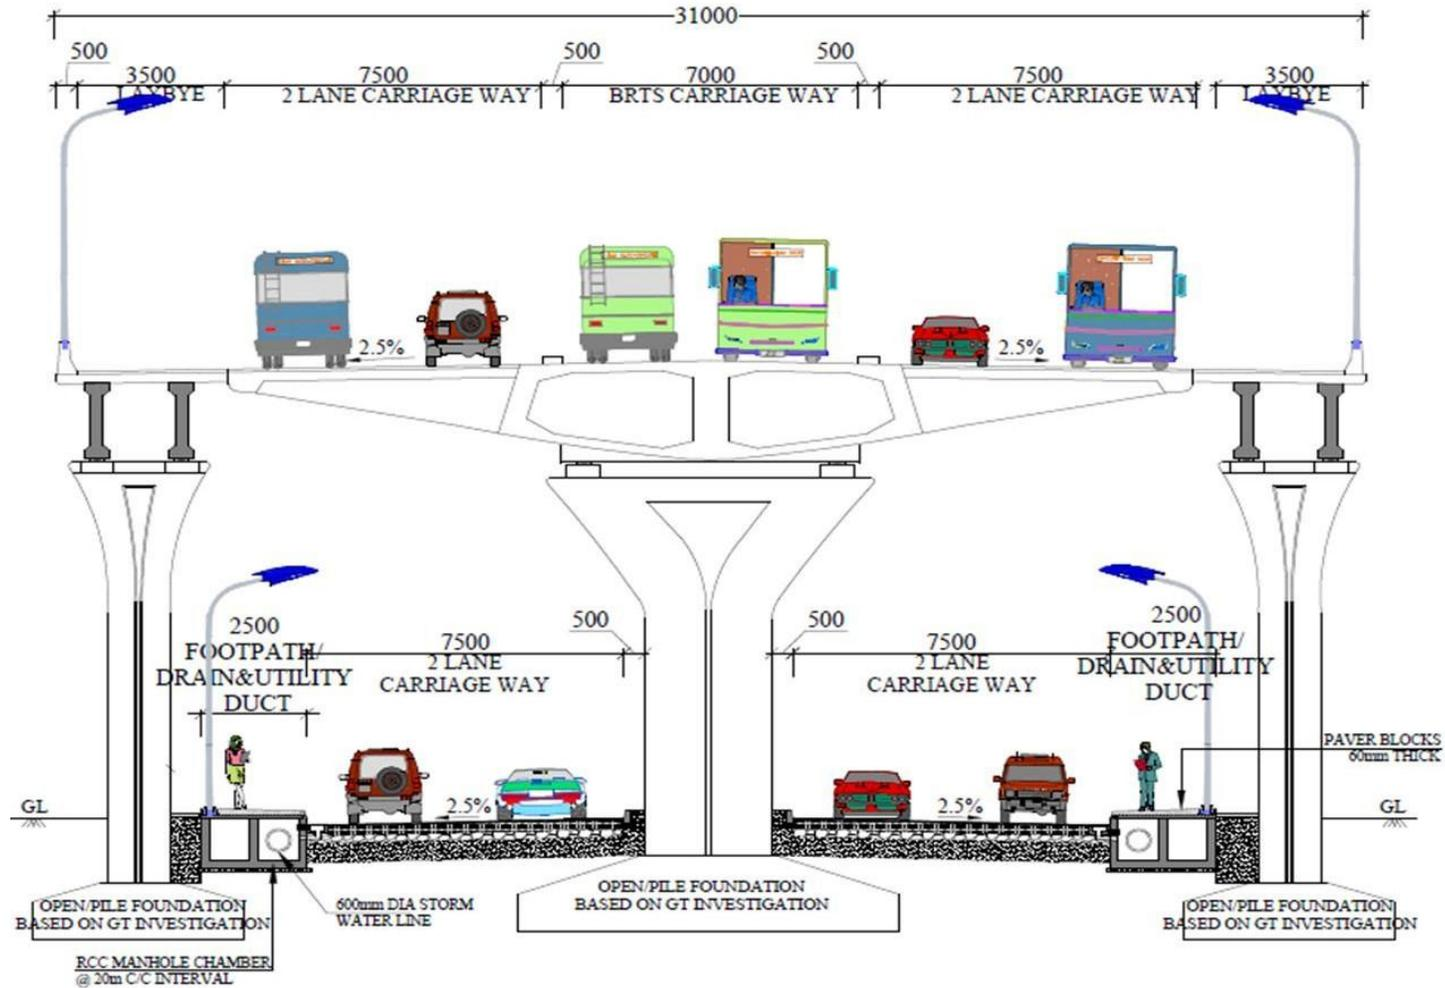 31000
500
500
500
3500
7500
7000
7500
3500
LAYBYE
2 LANE CARRIAGE WAY
BRTS CARRIAGE WAY
2 LANE CARRIAGE WAY
LAYBYE
2.5%
2.5%
2500
FOOTPATH/
DRAIN&UTILITY
DUCT
7500
2 LANE
CARRIAGE WAY
500
500
7500
2 LANE
CARRIAGE WAY
2500
FOOTPATH/
DRAIN&UTILITY
DUCT
PAVER BLOCKS
60mm THICK
GL
2.5%
2.5%
GL
OPEN/PILE FOUNDATION
BASED ON GT INVESTIGATION
600mm DIA STORM
WATER LINE
OPEN/PILE FOUNDATION
BASED ON GT INVESTIGATION
OPEN/PILE FOUNDATION
BASED ON GT INVESTIGATION
RCC MANHOLE CHAMBER
@ 20m C/C INTERVAL